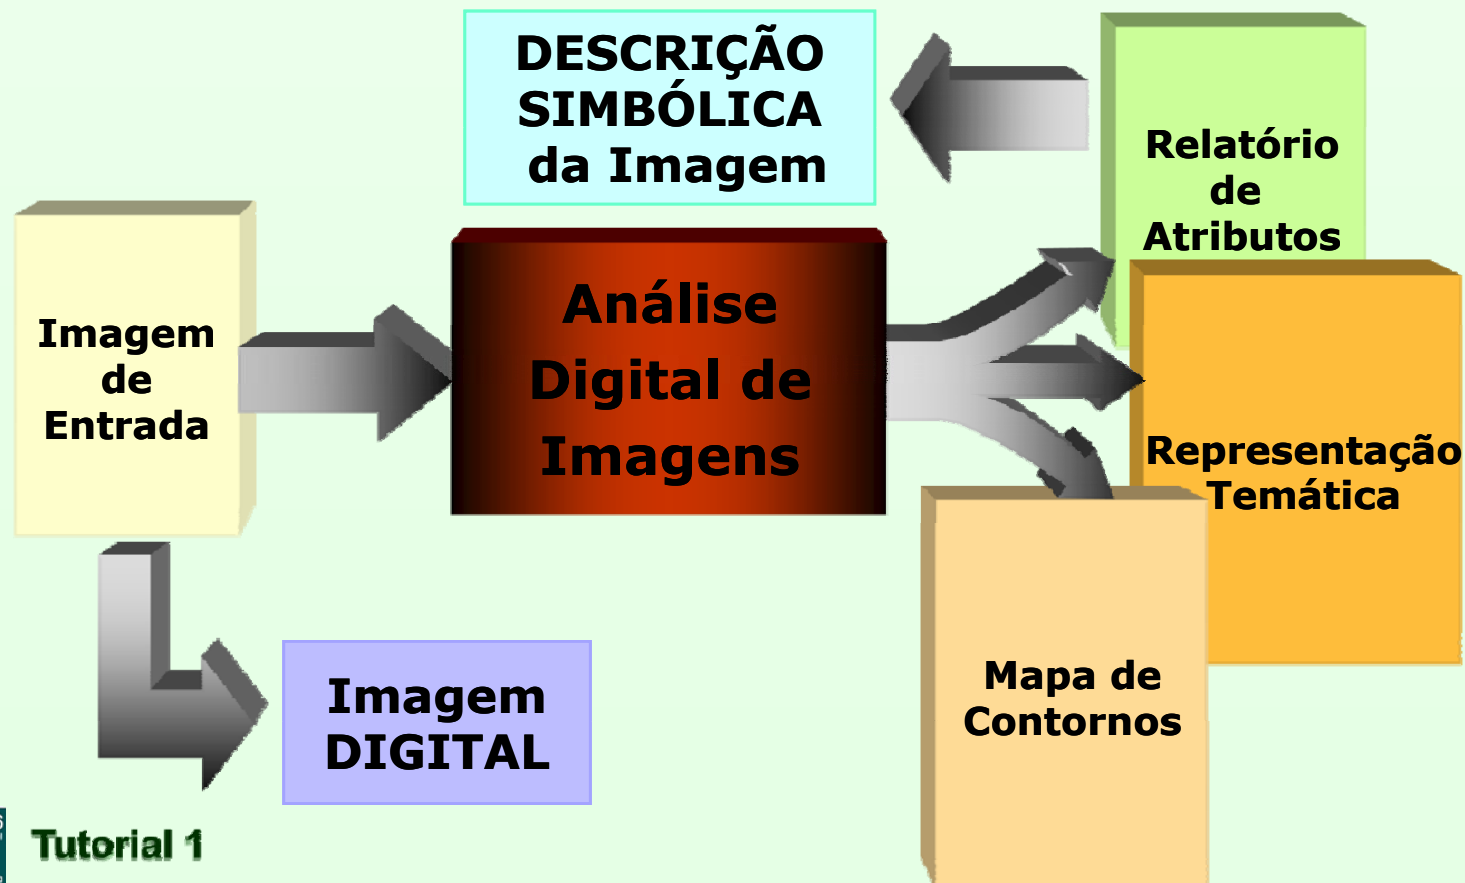 DESCRIÇÃO
SIMBÓLICA
da Imagem
Relatório
de
Atributos
Imagem
de
Entrada
Análise
Digital de
Imagens
Representação
Temática
Mapa de
Contornos
Imagem
DIGITAL
Tutorial 1